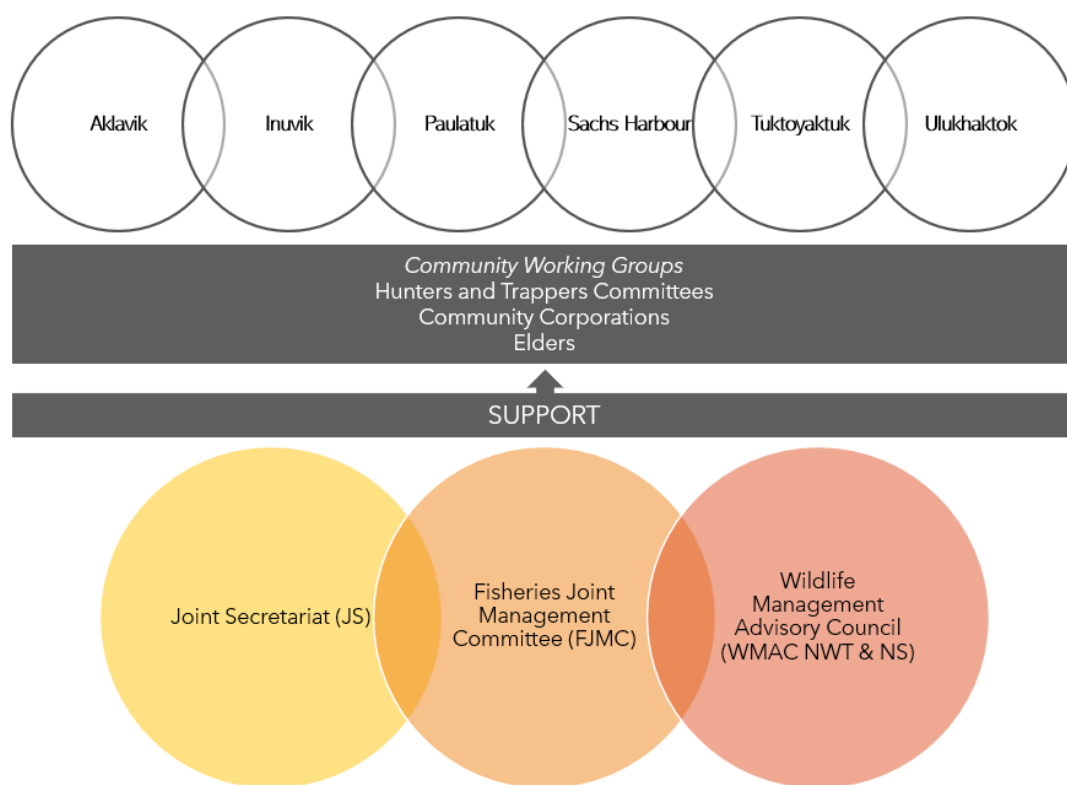 Aklavik
Inuvik
Paulatuk
Sachs Harbour
Tuktoyaktuk
Ulukhaktok
Community Working Groups
Hunters and Trappers Committees
Community Corporations
Elders
SUPPORT
Joint Secretariat (JS)
Fisheries Joint
Management
Committee (FJMC)
Wildlife
Management
Advisory Council
(WMAC NWT & NS)